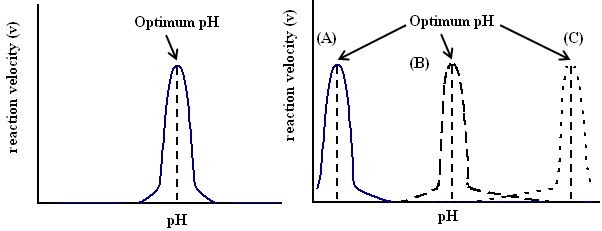 Optimum pH
reaction velocity (v)
pH
Optimum pH
(A)
(B)
(C)
reaction velocity (v)
pH